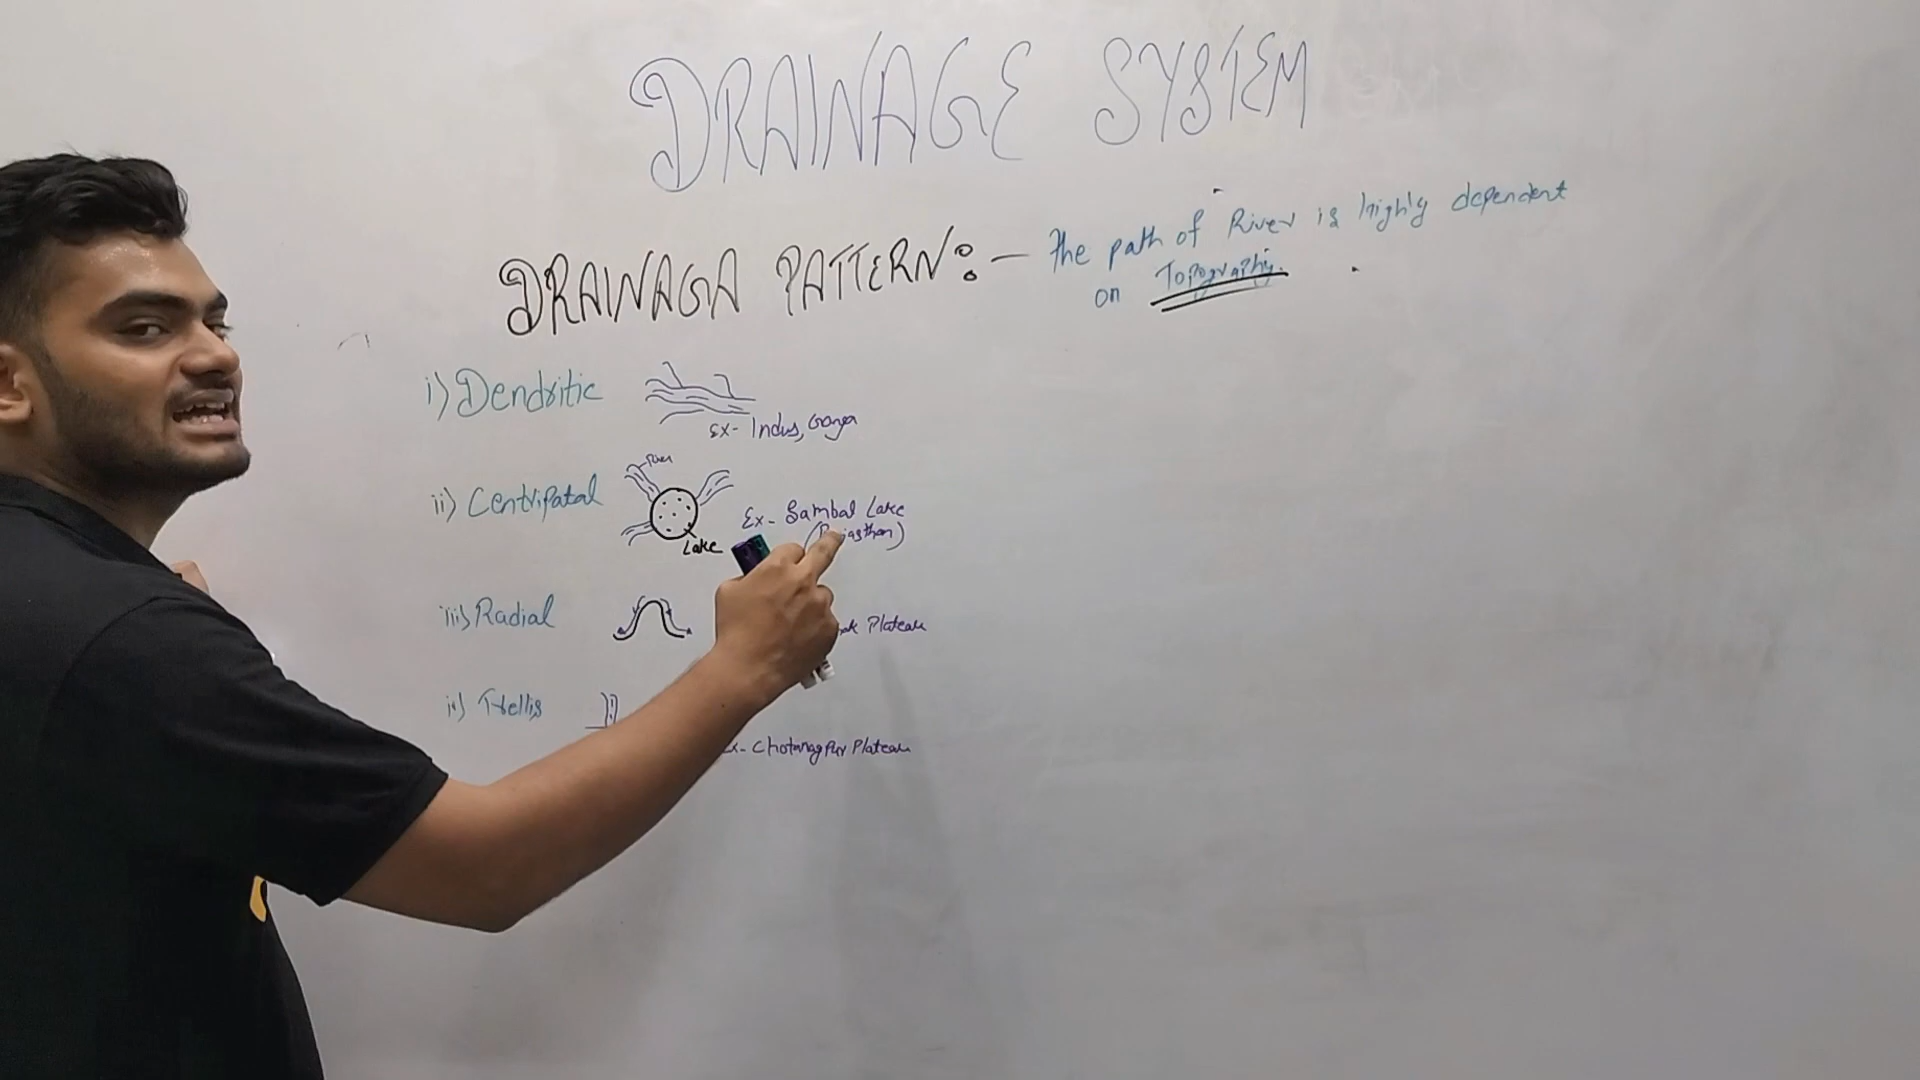 DRAINAGE SYSTEM
DRAINAGA PATTERN:- The path of River is highly dependent
on Topography.
i) Dendritic
Ex- Indus, Ganga
River
ii) Centripatal
Ex- Sambal Lake
(Rajasthan)
Lake
iii) Radial
Plateau
iv) Trellis
Ex- Chotanagpur Plateau